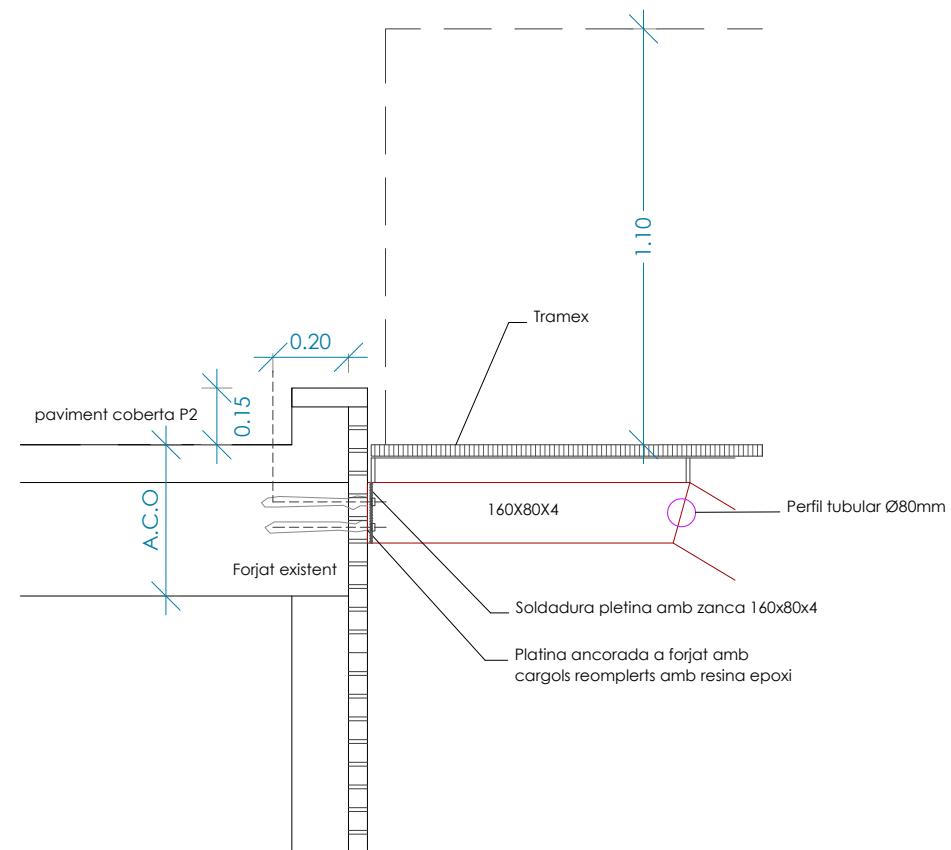 1.10
Tramex
0.20
0.15
paviment coberta P2
A.C.O
160X80X4
Perfil tubular Ø80mm
Forjat existent
Soldadura pletina amb zanca 160x80x4
Platina ancorada a forjat amb
cargols reomplerts amb resina epoxi